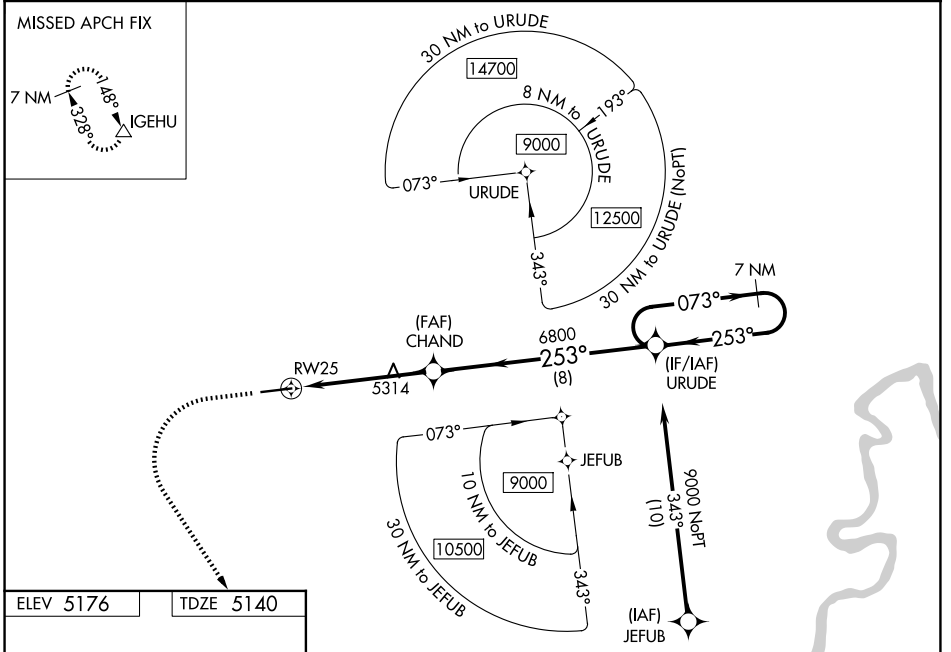 MISSED APCH FIX
7 NM
148°
328°
IGEHU
30 NM to URUDE
14700
8 NM to URUDE
193°
9000
073°
URUDE
12500
30 NM to URUDE (NoPT)
343°
7 NM
073°
253°
(IF/IAF)
URUDE
(FAF)
CHAND
6800
253°
(8)
RW25
5314
073°
JEFUB
9000
10 NM to JEFUB
10500
30 NM to JEFUB
343°
9000 NoPT
343°
(10)
(IAF)
JEFUB
ELEV 5176
TDZE 5140